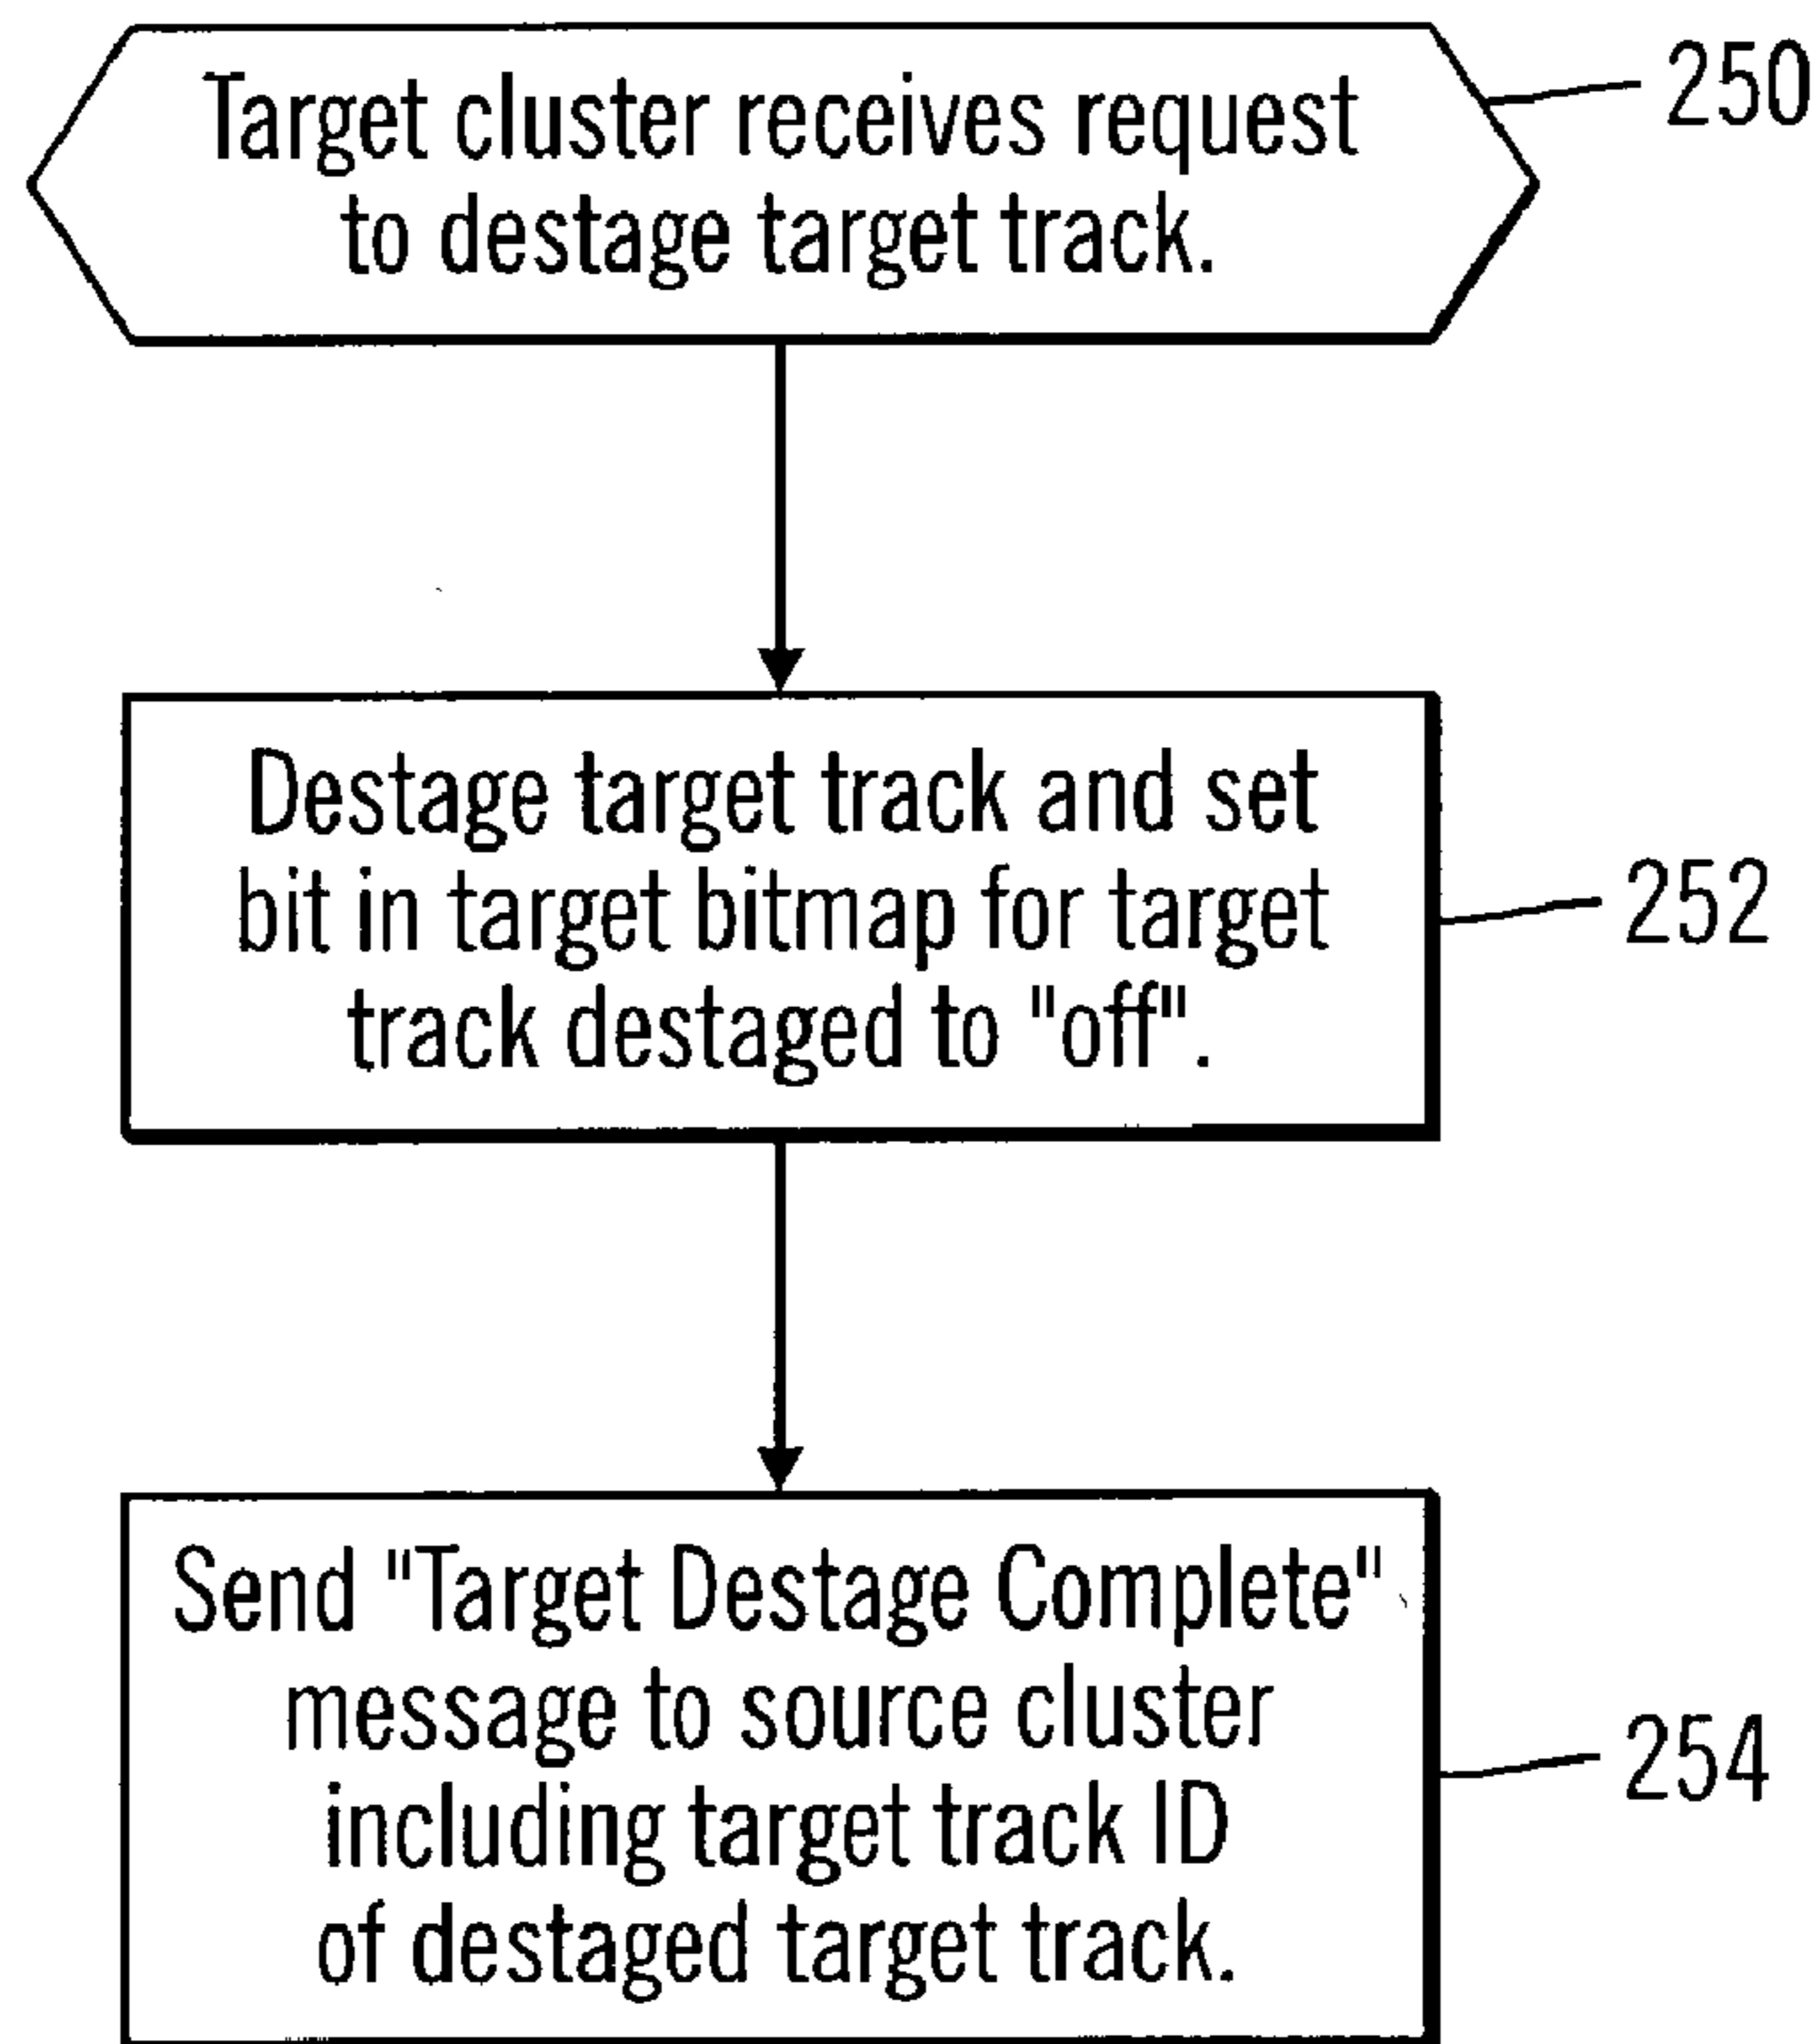 Target cluster receives request
to destage target track.
250
Destage target track and set
bit in target bitmap for target
track destaged to "off".
252
Send "Target Destage Complete"
message to source cluster
including target track ID
of destaged target track.
254